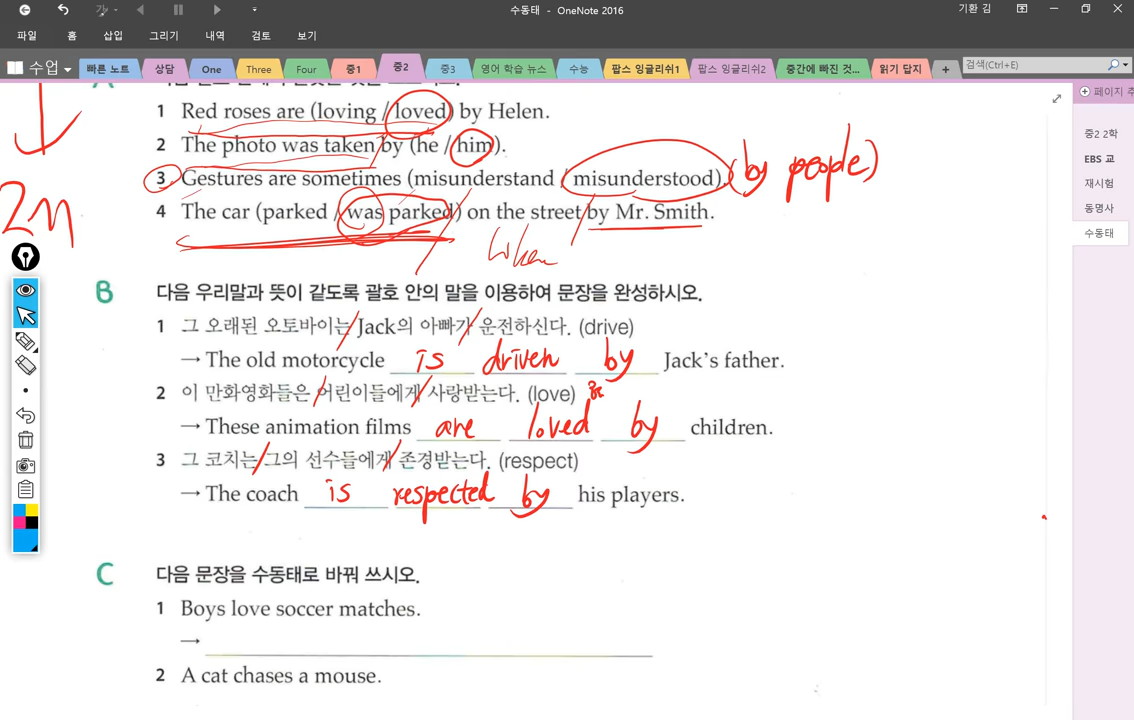 수동태 - OneNote 2016
기환 김
파일 홈 삽입 그리기 내역 검토 보기
수업 빠른 노트 상담 One Three Four 중1 중2 중3 영어 학습 뉴스 수능 팝스 잉글리쉬1 팝스 잉글리쉬2 중간에 빠진 것... 읽기 답지 + 검색(Ctrl+E)
페이지 추
중2 2학
EBS 교
재시험
동명사
수동태
1 Red roses are (loving / loved) by Helen.
2 The photo was taken by (he / him).
3 Gestures are sometimes (misunderstand / misunderstood). (by people)
4 The car (parked / was parked) on the street by Mr. Smith.
B 다음 우리말과 뜻이 같도록 괄호 안의 말을 이용하여 문장을 완성하시오.
1 그 오래된 오토바이는 Jack의 아빠가 운전하신다. (drive)
→ The old motorcycle is driven by Jack's father.
2 이 만화영화들은 어린이들에게 사랑받는다. (love)
→ These animation films are loved by children.
3 그 코치는 그의 선수들에게 존경받는다. (respect)
→ The coach is respected by his players.
C 다음 문장을 수동태로 바꿔 쓰시오.
1 Boys love soccer matches.
→
2 A cat chases a mouse.